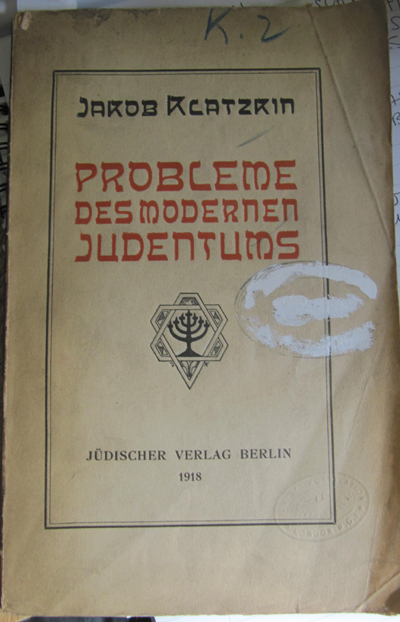 K. 2
JAKOB KLATZKIN
PROBLEME
DES MODERNEN
JUDENTUMS
JÜDISCHER VERLAG BERLIN
1918